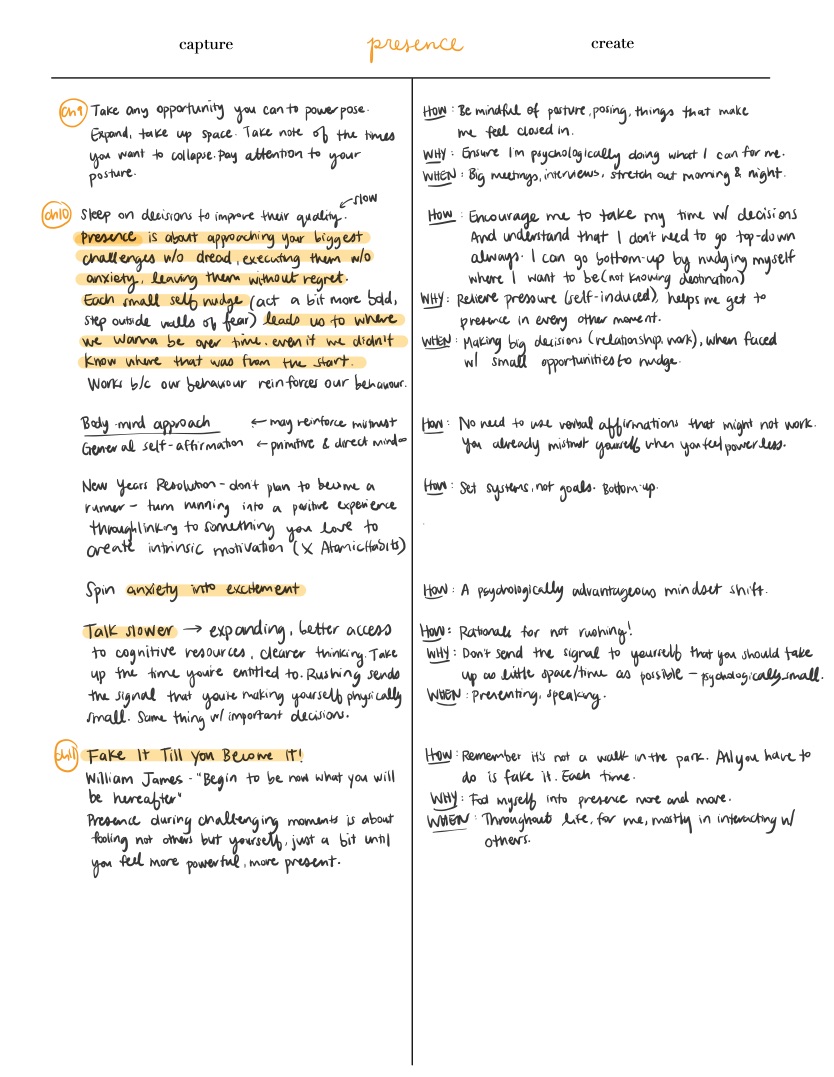 capture
presence
create
ch9
Take any opportunity you can to power pose.
Expand, take up space. Take note of the times
you want to collapse. Pay attention to your
posture.
HOW: Be mindful of posture, posing, things that make
me feel closed in.
WHY: Ensure I'm psychologically doing what I can for me.
WHEN: Big meetings, interviews, stretch out morning & night.
ch10
←slow
Sleep on decisions to improve their quality.
presence is about approaching your biggest
challenges w/o dread, executing them w/o
anxiety, leaving them without regret.
Each small self nudge (act a bit more bold,
step outside walls of fear) leads us to where
we wanna be over time, even if we didn't
know where that was from the start.
Works b/c our behaviour reinforces our behaviour.
HOW: Encourage me to take my time w/ decisions
And understand that I don't need to go top-down
always. I can go bottom-up by nudging myself
where I want to be (not knowing destination)
WHY: Relieve pressure (self-induced), helps me get to
presence in every other moment.
WHEN: Making big decisions (relationship, work), when faced
w/ small opportunities to nudge.
Body-mind approach ← may reinforce mistrust
General self-affirmation ← primitive & direct mind∞
How: No need to use verbal affirmations that might not work.
You already mistrust yourself when you feel powerless.
New Years Resolution - don't plan to become a
runner - turn running into a positive experience
through linking to something you love to
create intrinsic motivation (X Atomic Habits)
How: Set systems, not goals. Bottom-up.
Spin anxiety into excitement
HOW: A psychologically advantageous mindset shift.
Talk slower → expanding, better access
to cognitive resources, clearer thinking. Take
up the time you're entitled to. Rushing sends
the signal that you're making yourself physically
small. Same thing w/ important decisions.
How: Rationale for not rushing!
WHY: Don't send the signal to yourself that you should take
up as little space/time as possible - psychologically small.
WHEN: Presenting, speaking.
ch11
Fake It Till You Become It!
William James - "Begin to be now what you will
be hereafter"
Presence during challenging moments is about
fooling not others but yourself, just a bit until
you feel more powerful, more present.
How: Remember it's not a walk in the park. All you have to
do is fake it. Each time.
WHY: Fool myself into presence more and more.
WHEN: Throughout life, for me, mostly in interacting w/
others.